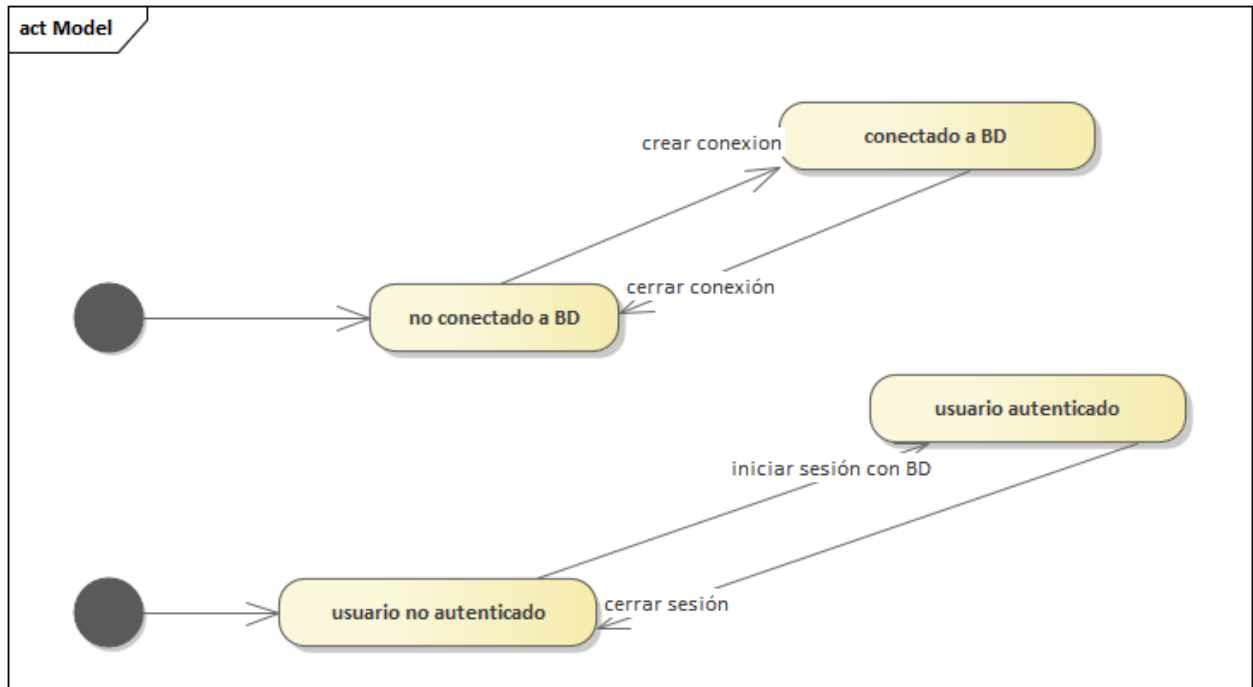 act Model
conectado a BD
crear conexion
cerrar conexión
no conectado a BD
usuario autenticado
iniciar sesión con BD
cerrar sesión
usuario no autenticado